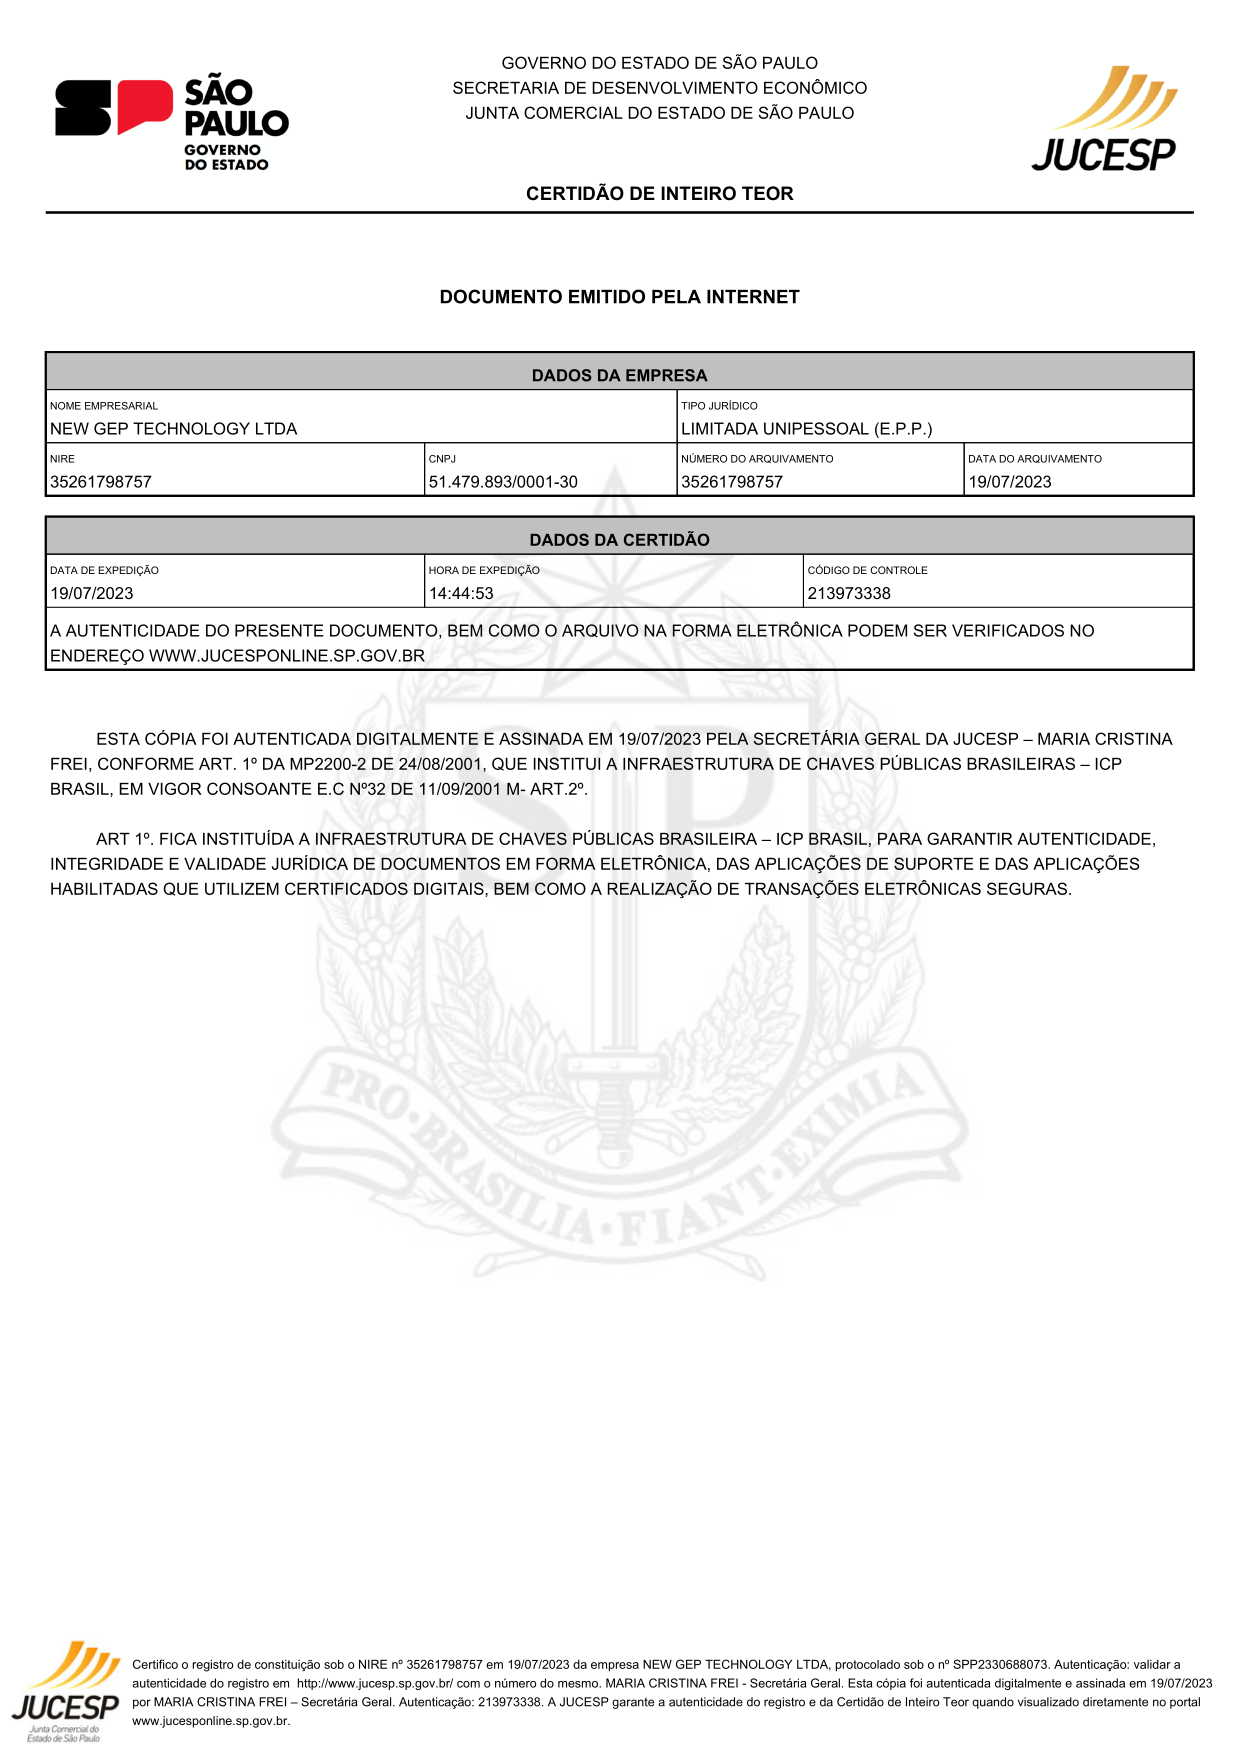 SÃO
PAULO
GOVERNO
DO ESTADO
GOVERNO DO ESTADO DE SÃO PAULO
SECRETARIA DE DESENVOLVIMENTO ECONÔMICO
JUNTA COMERCIAL DO ESTADO DE SÃO PAULO
JUCESP
CERTIDÃO DE INTEIRO TEOR
DOCUMENTO EMITIDO PELA INTERNET
DADOS DA EMPRESA
NOME EMPRESARIAL TIPO JURÍDICO
NEW GEP TECHNOLOGY LTDA LIMITADA UNIPESSOAL (E.P.P.)
NIRE CNPJ NÚMERO DO ARQUIVAMENTO DATA DO ARQUIVAMENTO
35261798757 51.479.893/0001-30 35261798757 19/07/2023
DADOS DA CERTIDÃO
DATA DE EXPEDIÇÃO HORA DE EXPEDIÇÃO CÓDIGO DE CONTROLE
19/07/2023 14:44:53 213973338
A AUTENTICIDADE DO PRESENTE DOCUMENTO, BEM COMO O ARQUIVO NA FORMA ELETRÔNICA PODEM SER VERIFICADOS NO
ENDEREÇO WWW.JUCESPONLINE.SP.GOV.BR
ESTA CÓPIA FOI AUTENTICADA DIGITALMENTE E ASSINADA EM 19/07/2023 PELA SECRETÁRIA GERAL DA JUCESP – MARIA CRISTINA
FREI, CONFORME ART. 1º DA MP2200-2 DE 24/08/2001, QUE INSTITUI A INFRAESTRUTURA DE CHAVES PÚBLICAS BRASILEIRAS – ICP
BRASIL, EM VIGOR CONSOANTE E.C Nº32 DE 11/09/2001 M- ART.2º.
ART 1º. FICA INSTITUÍDA A INFRAESTRUTURA DE CHAVES PÚBLICAS BRASILEIRA – ICP BRASIL, PARA GARANTIR AUTENTICIDADE,
INTEGRIDADE E VALIDADE JURÍDICA DE DOCUMENTOS EM FORMA ELETRÔNICA, DAS APLICAÇÕES DE SUPORTE E DAS APLICAÇÕES
HABILITADAS QUE UTILIZEM CERTIFICADOS DIGITAIS, BEM COMO A REALIZAÇÃO DE TRANSAÇÕES ELETRÔNICAS SEGURAS.
SP
PRO·BRASILIA·FIANT·EXIMIA
JUCESP
Junta Comercial do
Estado de São Paulo
Certifico o registro de constituição sob o NIRE nº 35261798757 em 19/07/2023 da empresa NEW GEP TECHNOLOGY LTDA, protocolado sob o nº SPP2330688073. Autenticação: validar a
autenticidade do registro em http://www.jucesp.sp.gov.br/ com o número do mesmo. MARIA CRISTINA FREI - Secretária Geral. Esta cópia foi autenticada digitalmente e assinada em 19/07/2023
por MARIA CRISTINA FREI – Secretária Geral. Autenticação: 213973338. A JUCESP garante a autenticidade do registro e da Certidão de Inteiro Teor quando visualizado diretamente no portal
www.jucesponline.sp.gov.br.